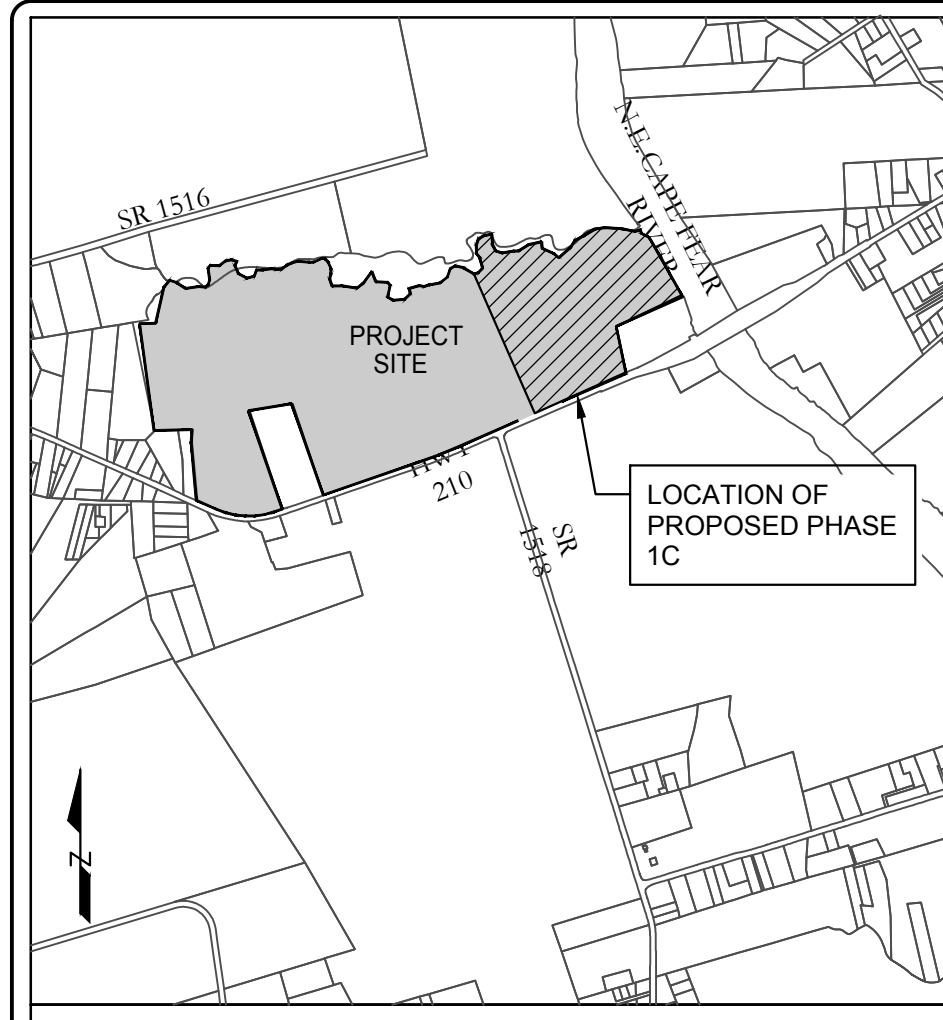 SR 1516
N.E. CAPE FEAR
RIVER
PROJECT
SITE
HWY
210
SR
1518
LOCATION OF
PROPOSED PHASE
1C
N